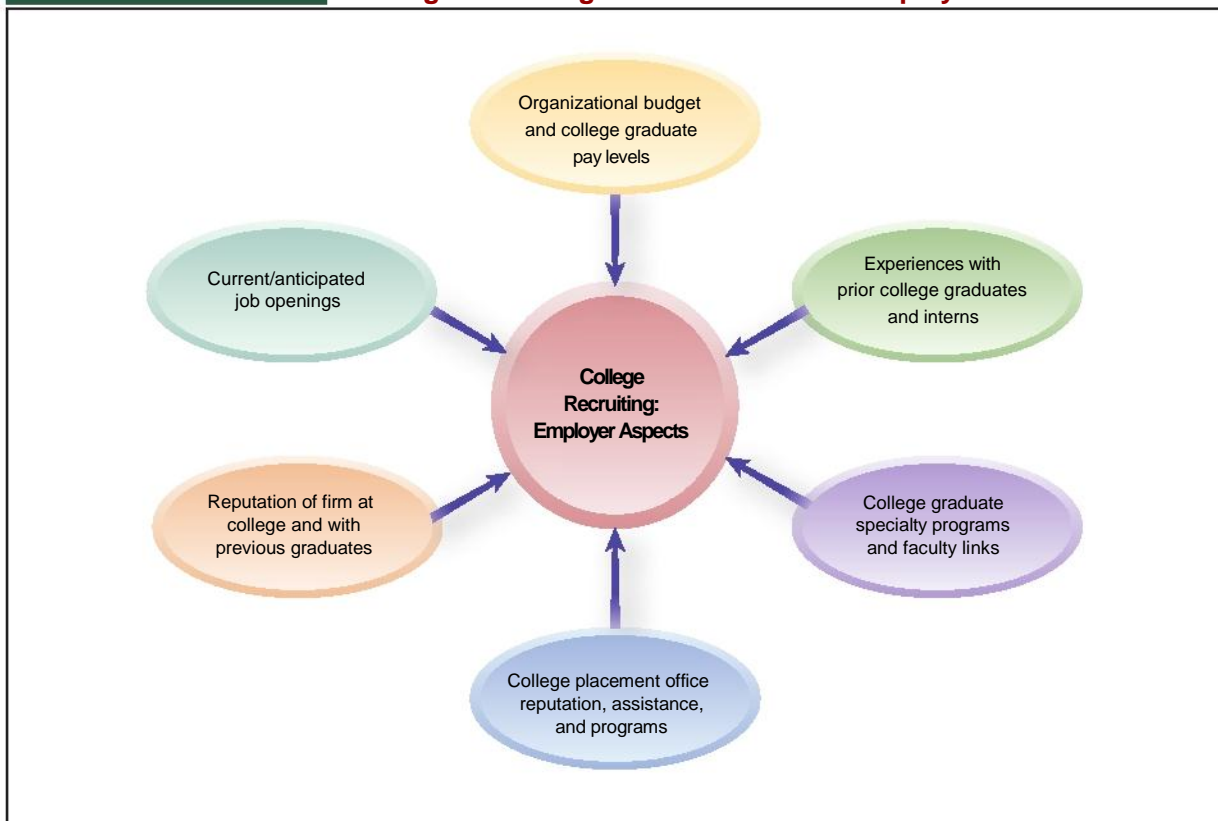 Organizational budget
and college graduate
pay levels
Current/anticipated
job openings
Experiences with
prior college graduates
and interns
College
Recruiting:
Employer Aspects
Reputation of firm at
college and with
previous graduates
College graduate
specialty programs
and faculty links
College placement office
reputation, assistance,
and programs